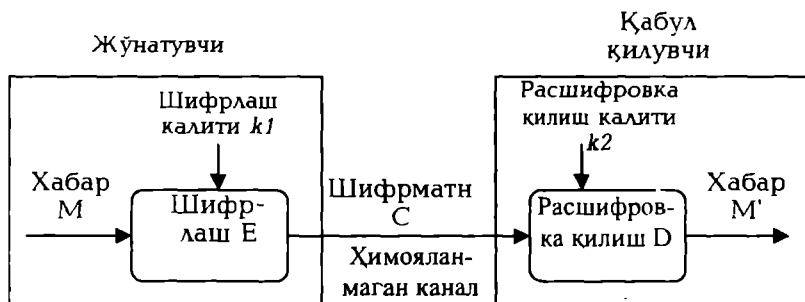 Жўнатувчи
Қабул
қилувчи
Шифрлаш
калити k1
Расшифровка
қилиш калити
k2
Хабар
M
Шифр-
лаш E
Шифрматн
C
Ҳимоялан-
маган канал
Расшифров-
ка қилиш D
Хабар
M'